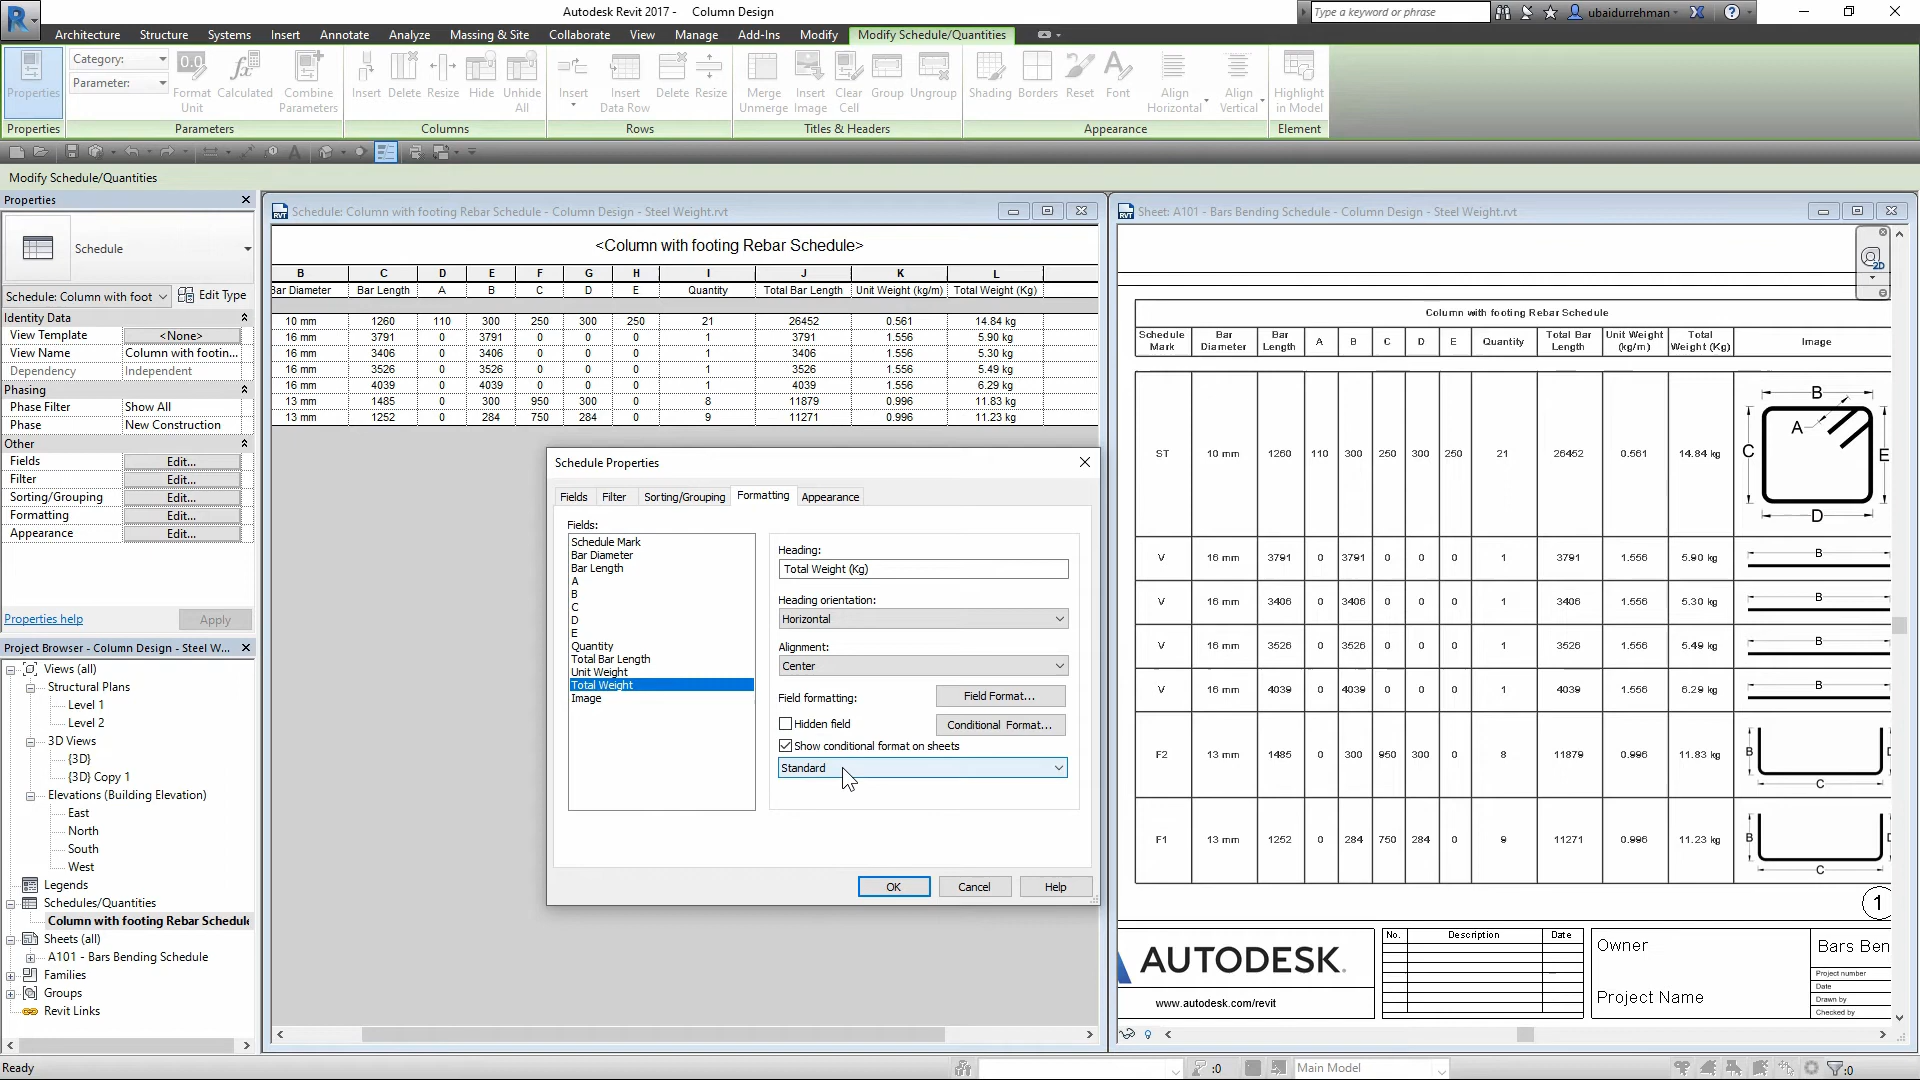 Autodesk Revit 2017 - Column Design
Type a keyword or phrase
ubaidurrehman
Architecture Structure Systems Insert Annotate Analyze Massing & Site Collaborate View Manage Add-Ins Modify Modify Schedule/Quantities
Properties
Category:
Parameter:
0.0
Format Unit
fx
Calculated
Combine Parameters
Insert Delete Resize Hide Unhide All
Insert
Insert Data Row
Delete Resize
Merge Unmerge
Insert Image
Clear Cell
Group Ungroup
Shading Borders Reset Font
Align Horizontal
Align Vertical
Highlight in Model
Properties Parameters Columns Rows Titles & Headers Appearance Element
Modify Schedule/Quantities
Properties
Schedule
Schedule: Column with foot
Edit Type
Identity Data
View Template <None>
View Name Column with footin...
Dependency Independent
Phasing
Phase Filter Show All
Phase New Construction
Other
Fields Edit...
Filter Edit...
Sorting/Grouping Edit...
Formatting Edit...
Appearance Edit...
Properties help
Apply
Project Browser - Column Design - Steel W...
Views (all)
Structural Plans
Level 1
Level 2
3D Views
{3D}
{3D} Copy 1
Elevations (Building Elevation)
East
North
South
West
Legends
Schedules/Quantities
Column with footing Rebar Schedule
Sheets (all)
A101 - Bars Bending Schedule
Families
Groups
Revit Links
Schedule: Column with footing Rebar Schedule - Column Design - Steel Weight.rvt
<Column with footing Rebar Schedule>
B C D E F G H I J K L
Bar Diameter Bar Length A B C D E Quantity Total Bar Length Unit Weight (kg/m) Total Weight (Kg)
10 mm 1260 110 300 250 300 250 21 26452 0.561 14.84 kg
16 mm 3791 0 3791 0 0 0 1 3791 1.556 5.90 kg
16 mm 3406 0 3406 0 0 0 1 3406 1.556 5.30 kg
16 mm 3526 0 3526 0 0 0 1 3526 1.556 5.49 kg
16 mm 4039 0 4039 0 0 0 1 4039 1.556 6.29 kg
13 mm 1485 0 300 950 300 0 8 11879 0.996 11.83 kg
13 mm 1252 0 284 750 284 0 9 11271 0.996 11.23 kg
Schedule Properties
Fields Filter Sorting/Grouping Formatting Appearance
Fields:
Schedule Mark
Bar Diameter
Bar Length
A
B
C
D
E
Quantity
Total Bar Length
Unit Weight
Total Weight
Image
Heading:
Total Weight (Kg)
Heading orientation:
Horizontal
Alignment:
Center
Field formatting:
Field Format...
Hidden field
Conditional Format...
Show conditional format on sheets
Standard
OK
Cancel
Help
Sheet: A101 - Bars Bending Schedule - Column Design - Steel Weight.rvt
2D
Column with footing Rebar Schedule
Schedule Mark
Bar Diameter
Bar Length
A B C D E
Quantity
Total Bar Length
Unit Weight (kg/m)
Total Weight (Kg)
Image
ST 10 mm 1260 110 300 250 300 250 21 26452 0.561 14.84 kg
B
A
C
E
D
V 16 mm 3791 0 3791 0 0 0 1 3791 1.556 5.90 kg
B
V 16 mm 3406 0 3406 0 0 0 1 3406 1.556 5.30 kg
B
V 16 mm 3526 0 3526 0 0 0 1 3526 1.556 5.49 kg
B
V 16 mm 4039 0 4039 0 0 0 1 4039 1.556 6.29 kg
B
F2 13 mm 1485 0 300 950 300 0 8 11879 0.996 11.83 kg
B
C
F1 13 mm 1252 0 284 750 284 0 9 11271 0.996 11.23 kg
B
C
1
AUTODESK.
www.autodesk.com/revit
No. Description Date
Owner
Project Name
Bars Ben
Project number
Date
Drawn by
Checked by
Ready
:0
Main Model
:0